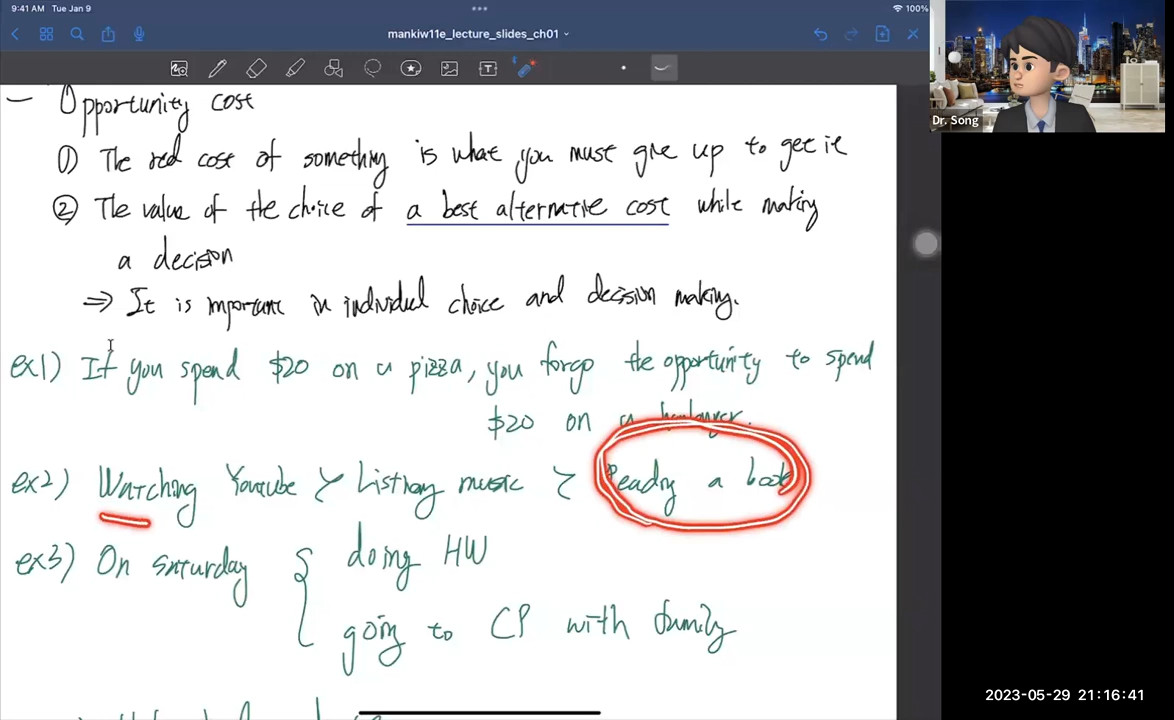 9:41 AM Tue Jan 9
100%
mankiw11e_lecture_slides_ch01
Dr. Song
- Opportunity cost
① The real cost of something is what you must give up to get it
② The value of the choice of a best alternative cost while making
a decision
⇒ It is important in individual choice and decision making.
ex1) If you spend $20 on a pizza, you forgo the opportunity to spend
$20 on a hamburger.
ex2) Watching Youtube ≻ Listning music ≻ Reading a book
ex3) On saturday { doing HW
going to CP with family
2023-05-29 21:16:41